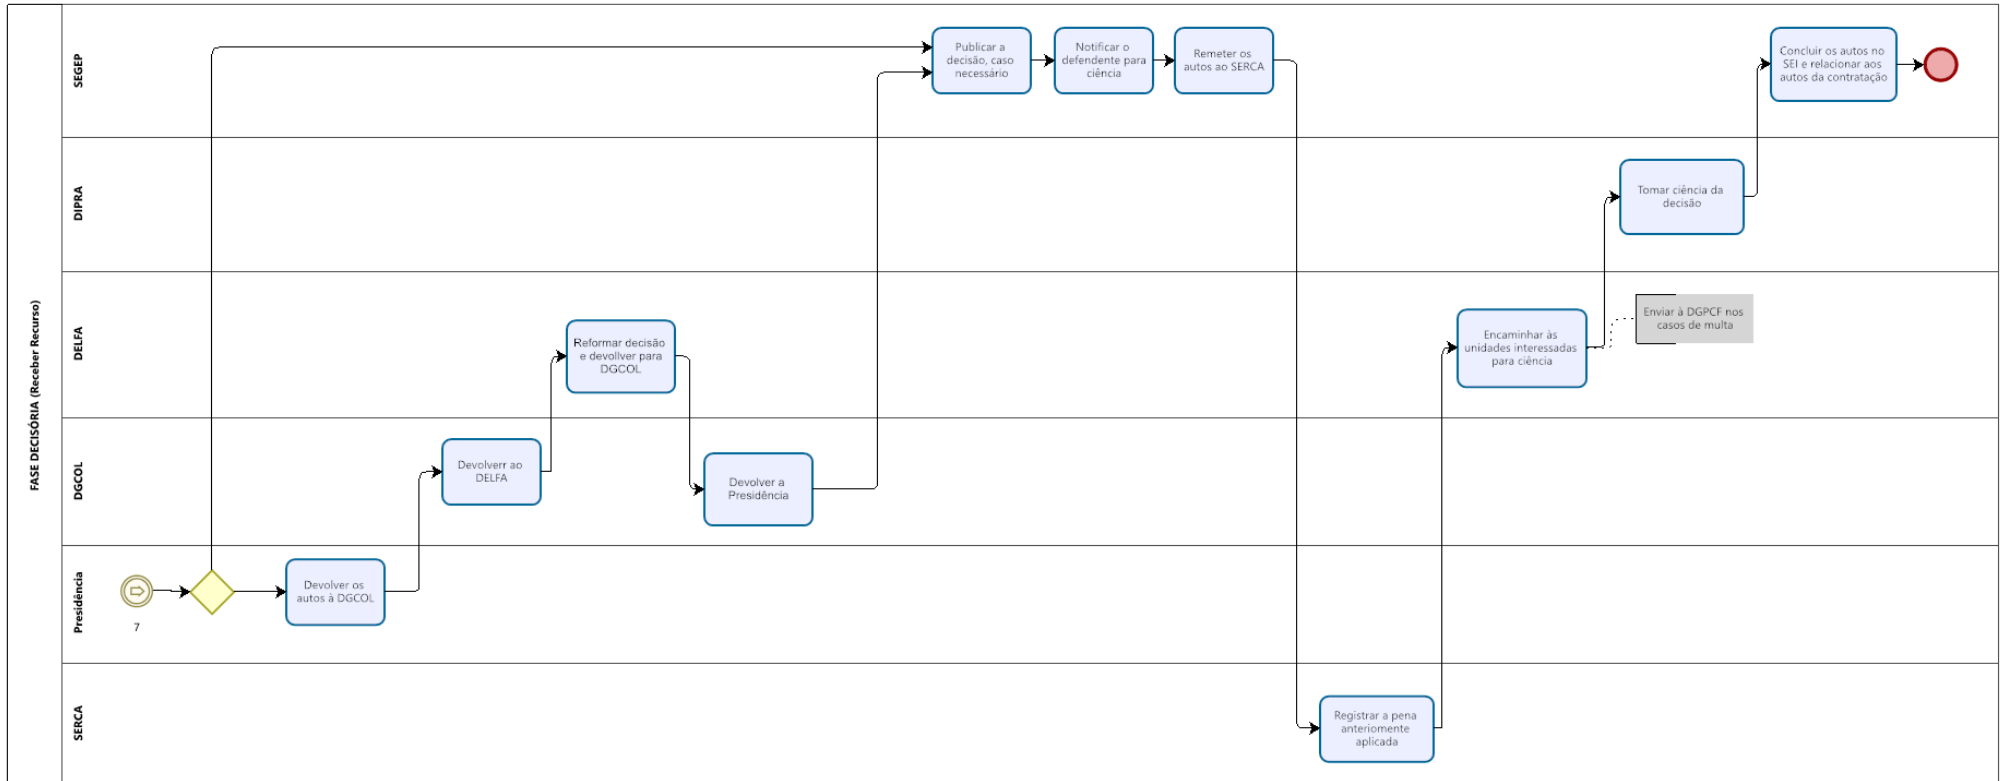 FASE DECISÓRIA (Receber Recurso)
SEGEP
Publicar a
decisão, caso
necessário
Notificar o
defendente para
ciência
Remeter os
autos ao SERCA
Concluir os autos no
SEI e relacionar aos
autos da contratação
DIPRA
Tomar ciência da
decisão
DELFA
Reformar decisão
e devollver para
DGCOL
Encaminhar às
unidades interessadas
para ciência
Enviar à DGPCF nos
casos de multa
DGCOL
Devolverr ao
DELFA
Devolver a
Presidência
Presidência
7
Devolver os
autos à DGCOL
SERCA
Registrar a pena
anteriomente
aplicada